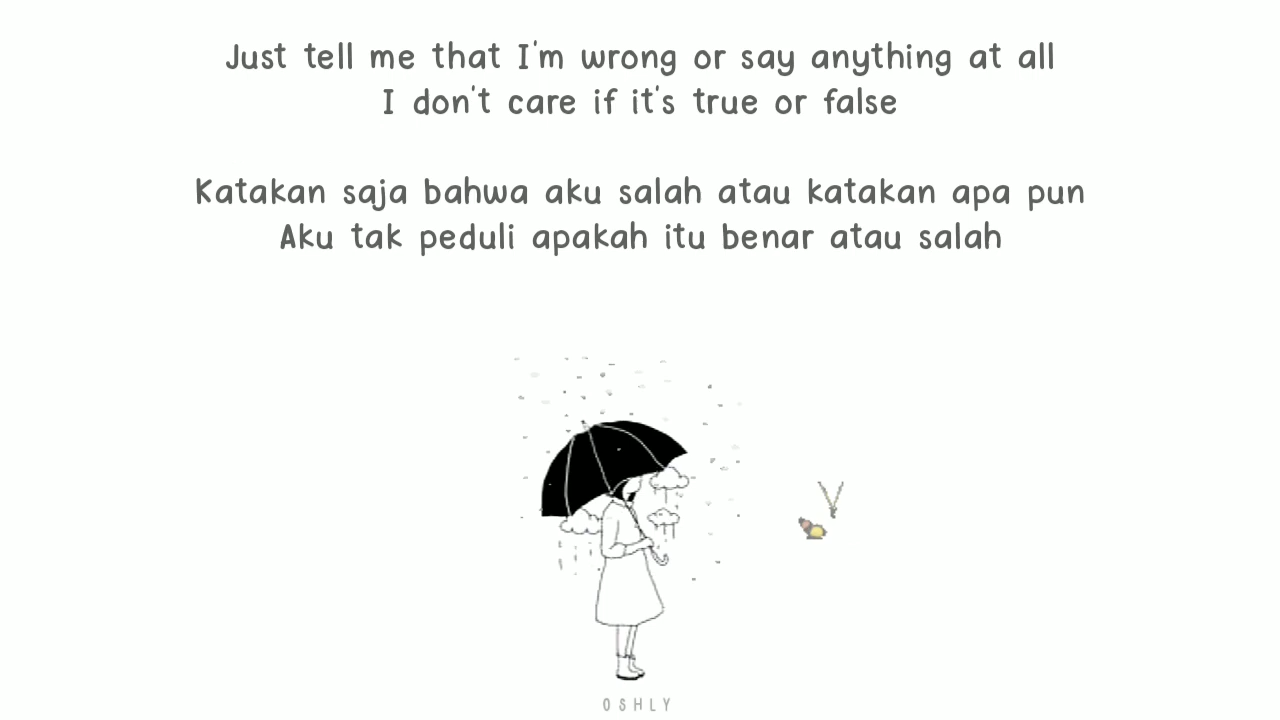 Just tell me that I'm wrong or say anything at all
I don't care if it's true or false
Katakan saja bahwa aku salah atau katakan apa pun
Aku tak peduli apakah itu benar atau salah
OSHLY